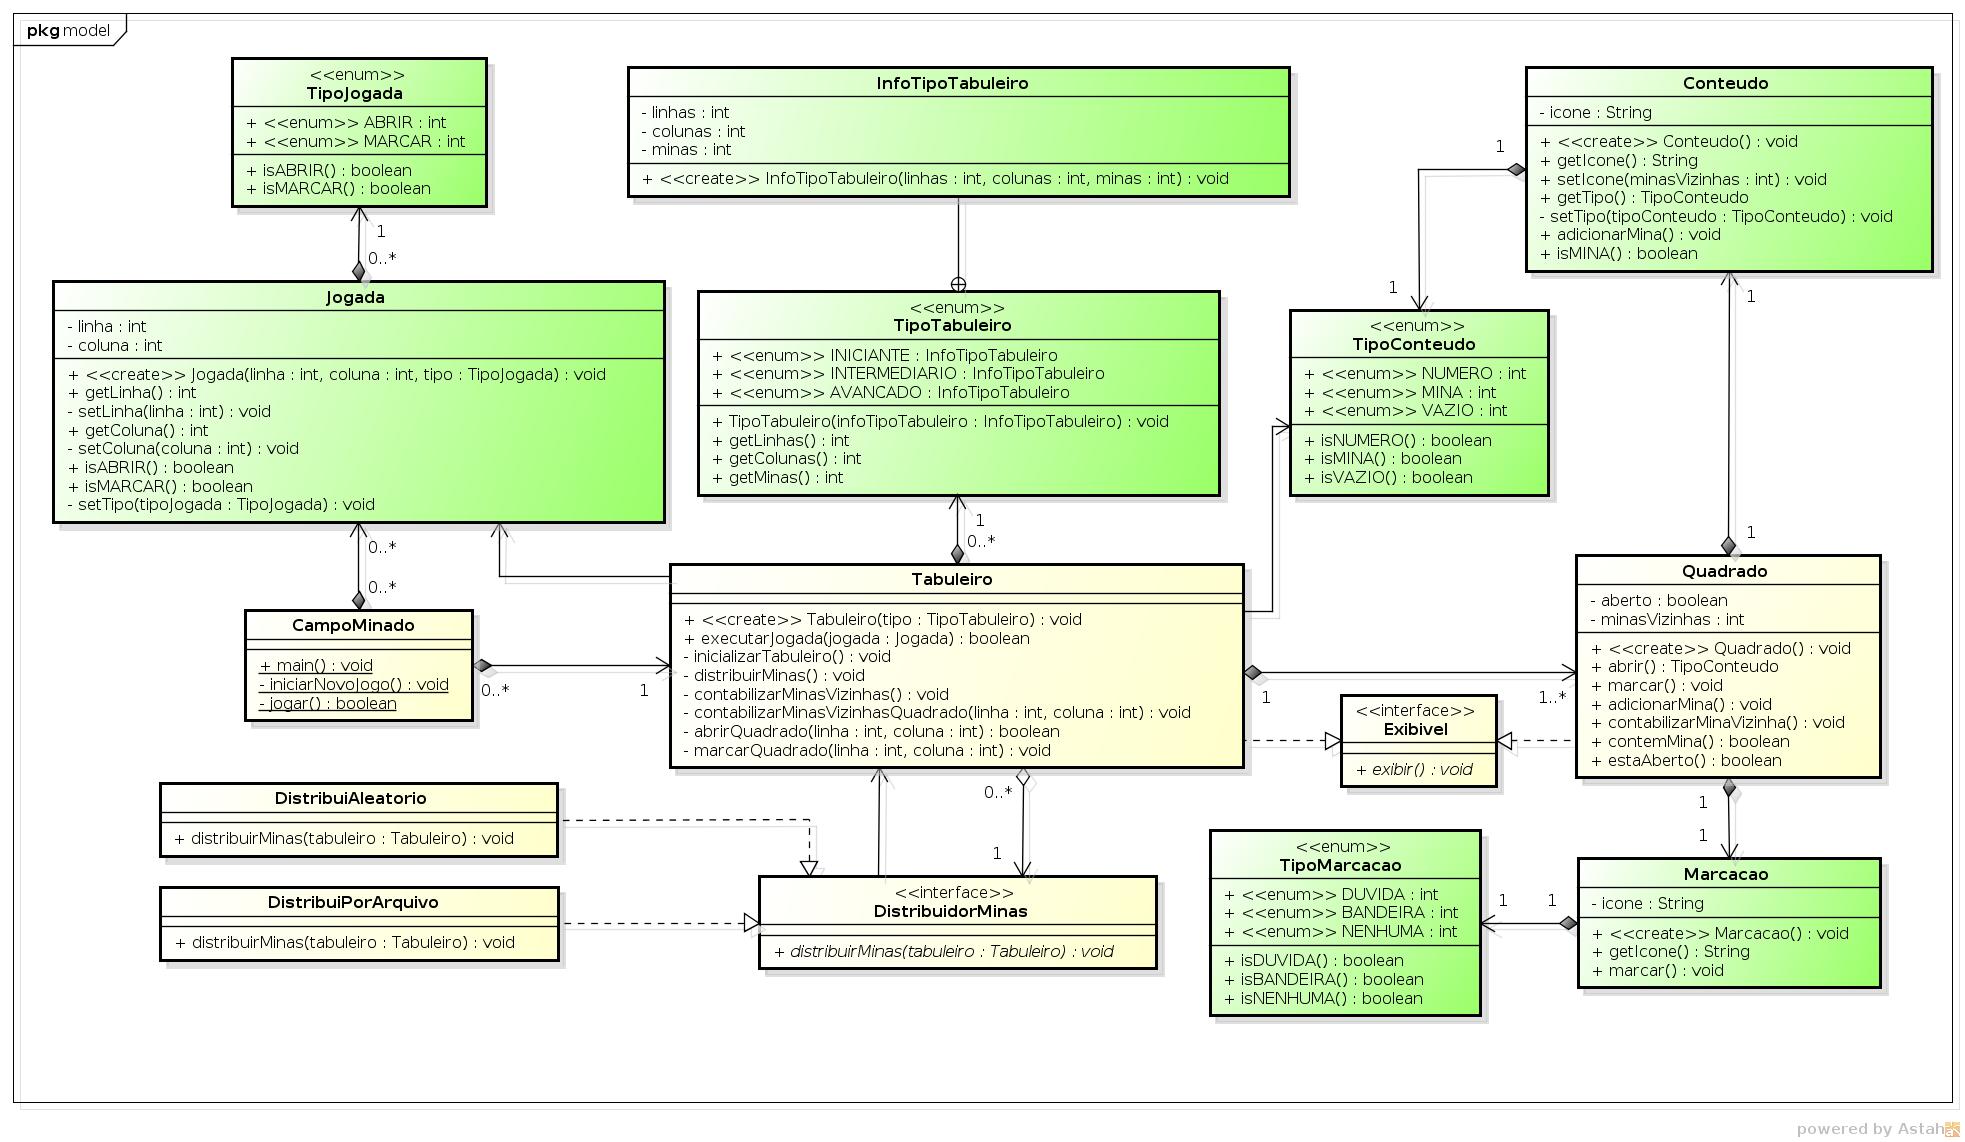 pkg model
<<enum>>
TipoJogada
+ <<enum>> ABRIR : int
+ <<enum>> MARCAR : int
+ isABRIR() : boolean
+ isMARCAR() : boolean
1
0..*
InfoTipoTabuleiro
- linhas : int
- colunas : int
- minas : int
+ <<create>> InfoTipoTabuleiro(linhas : int, colunas : int, minas : int) : void
Conteudo
- icone : String
+ <<create>> Conteudo() : void
+ getIcone() : String
+ setIcone(minasVizinhas : int) : void
+ getTipo() : TipoConteudo
- setTipo(tipoConteudo : TipoConteudo) : void
+ adicionarMina() : void
+ isMINA() : boolean
1
1
1
1
Jogada
- linha : int
- coluna : int
+ <<create>> Jogada(linha : int, coluna : int, tipo : TipoJogada) : void
+ getLinha() : int
- setLinha(linha : int) : void
+ getColuna() : int
- setColuna(coluna : int) : void
+ isABRIR() : boolean
+ isMARCAR() : boolean
- setTipo(tipoJogada : TipoJogada) : void
0..*
0..*
<<enum>>
TipoTabuleiro
+ <<enum>> INICIANTE : InfoTipoTabuleiro
+ <<enum>> INTERMEDIARIO : InfoTipoTabuleiro
+ <<enum>> AVANCADO : InfoTipoTabuleiro
+ TipoTabuleiro(infoTipoTabuleiro : InfoTipoTabuleiro) : void
+ getLinhas() : int
+ getColunas() : int
+ getMinas() : int
1
0..*
<<enum>>
TipoConteudo
+ <<enum>> NUMERO : int
+ <<enum>> MINA : int
+ <<enum>> VAZIO : int
+ isNUMERO() : boolean
+ isMINA() : boolean
+ isVAZIO() : boolean
CampoMinado
+ main() : void
- iniciarNovoJogo() : void
- jogar() : boolean
0..*
1
Tabuleiro
+ <<create>> Tabuleiro(tipo : TipoTabuleiro) : void
+ executarJogada(jogada : Jogada) : boolean
- inicializarTabuleiro() : void
- distribuirMinas() : void
- contabilizarMinasVizinhas() : void
- contabilizarMinasVizinhasQuadrado(linha : int, coluna : int) : void
- abrirQuadrado(linha : int, coluna : int) : boolean
- marcarQuadrado(linha : int, coluna : int) : void
1
1..*
0..*
1
Quadrado
- aberto : boolean
- minasVizinhas : int
+ <<create>> Quadrado() : void
+ abrir() : TipoConteudo
+ marcar() : void
+ adicionarMina() : void
+ contabilizarMinaVizinha() : void
+ contemMina() : boolean
+ estaAberto() : boolean
1
1
<<interface>>
Exibivel
+ exibir() : void
DistribuiAleatorio
+ distribuirMinas(tabuleiro : Tabuleiro) : void
DistribuiPorArquivo
+ distribuirMinas(tabuleiro : Tabuleiro) : void
<<interface>>
DistribuidorMinas
+ distribuirMinas(tabuleiro : Tabuleiro) : void
<<enum>>
TipoMarcacao
+ <<enum>> DUVIDA : int
+ <<enum>> BANDEIRA : int
+ <<enum>> NENHUMA : int
+ isDUVIDA() : boolean
+ isBANDEIRA() : boolean
+ isNENHUMA() : boolean
1
1
Marcacao
- icone : String
+ <<create>> Marcacao() : void
+ getIcone() : String
+ marcar() : void
powered by Astah